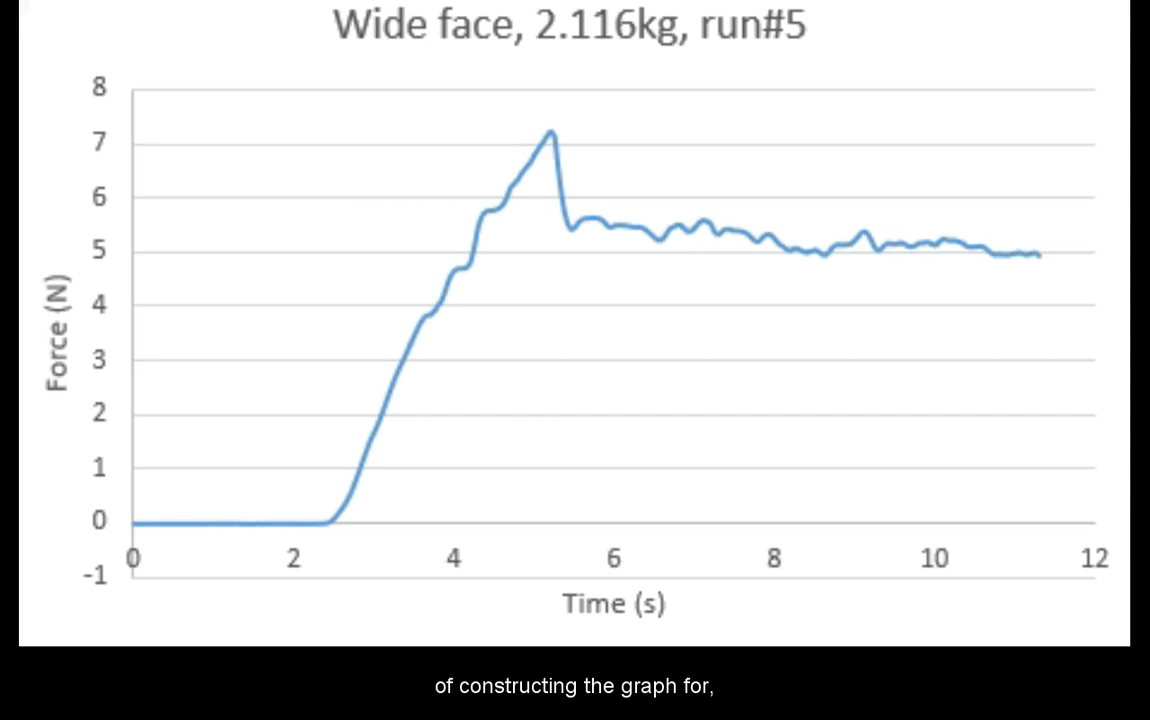 Wide face, 2.116kg, run#5
8
7
6
5
4
3
2
1
0
-1
Force (N)
0 2 4 6 8 10 12
Time (s)
of constructing the graph for,